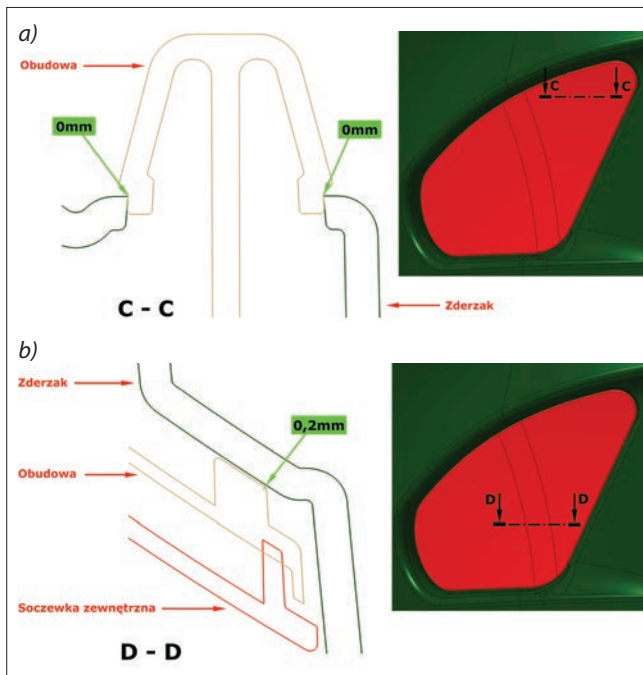 a)
Obudowa
0mm
0mm
C
C
C - C
Zderzak
b)
Zderzak
0,2mm
Obudowa
D
D
Soczewka zewnętrzna
D - D